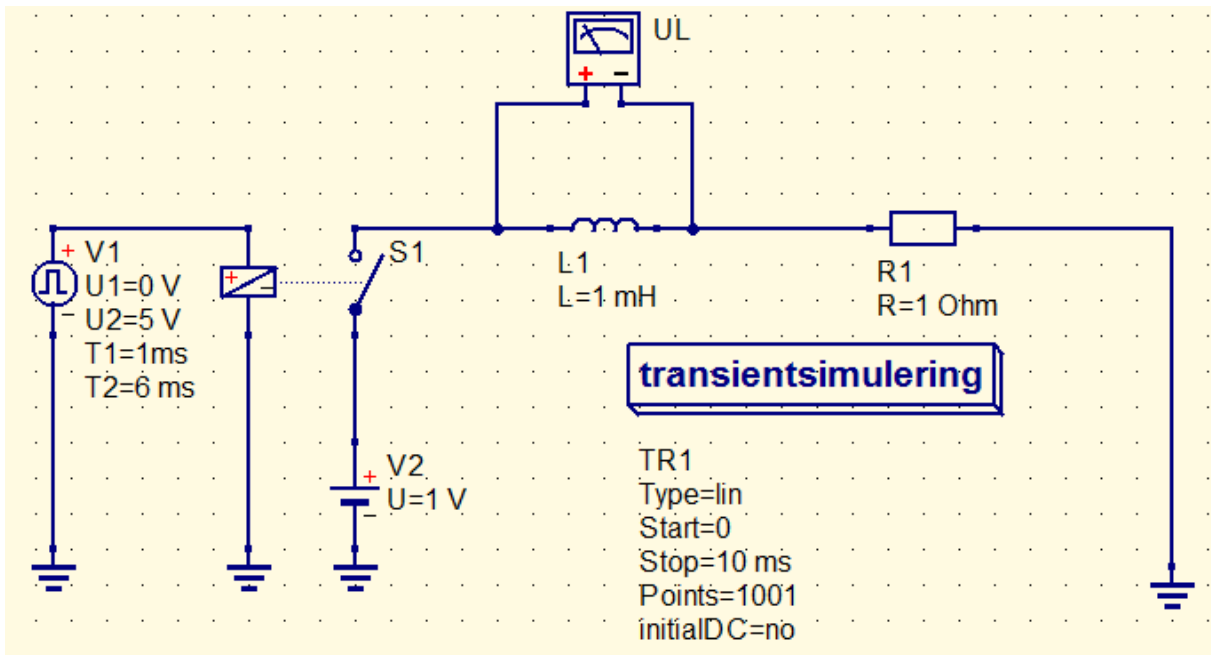 UL
V1
U1=0 V
U2=5 V
T1=1ms
T2=6 ms
S1
L1
L=1 mH
R1
R=1 Ohm
V2
U=1 V
transientsimulering
TR1
Type=lin
Start=0
Stop=10 ms
Points=1001
initialDC=no